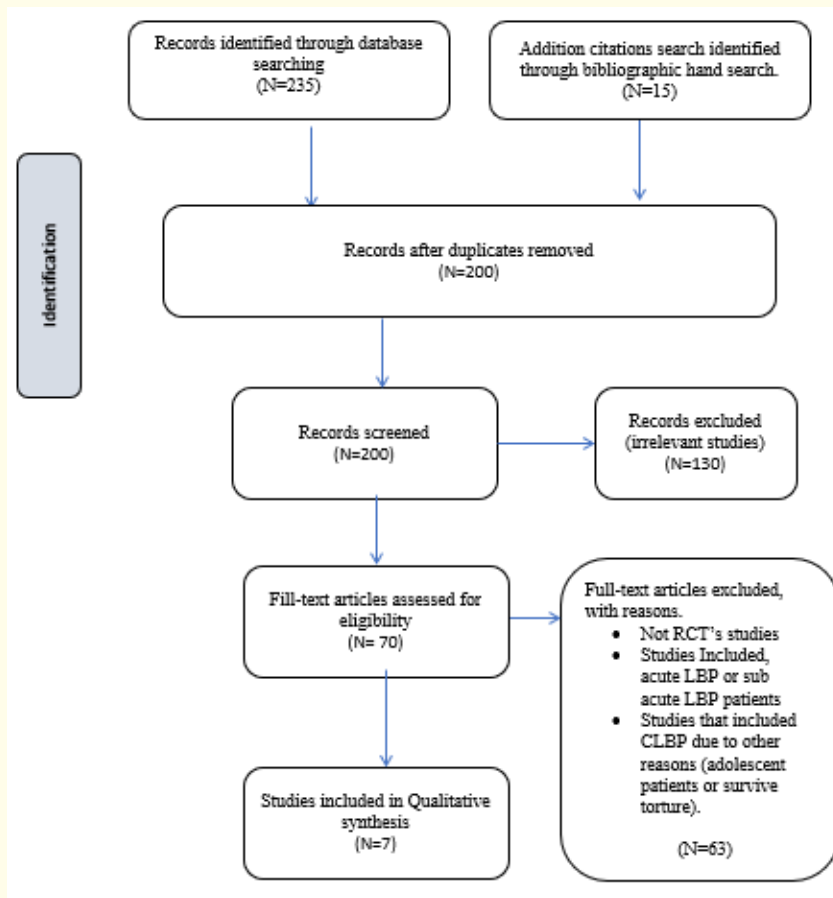 Records identified through database
searching
(N=235)
Addition citations search identified
through bibliographic hand search.
(N=15)
Identification
Records after duplicates removed
(N=200)
Records screened
(N=200)
Records excluded
(irrelevant studies)
(N=130)
Fill-text articles assessed for
eligibility
(N= 70)
Full-text articles excluded,
with reasons.
● Not RCT’s studies
● Studies Included,
acute LBP or sub
acute LBP patients
● Studies that included
CLBP due to other
reasons (adolescent
patients or survive
torture).
(N=63)
Studies included in Qualitative
synthesis
(N=7)